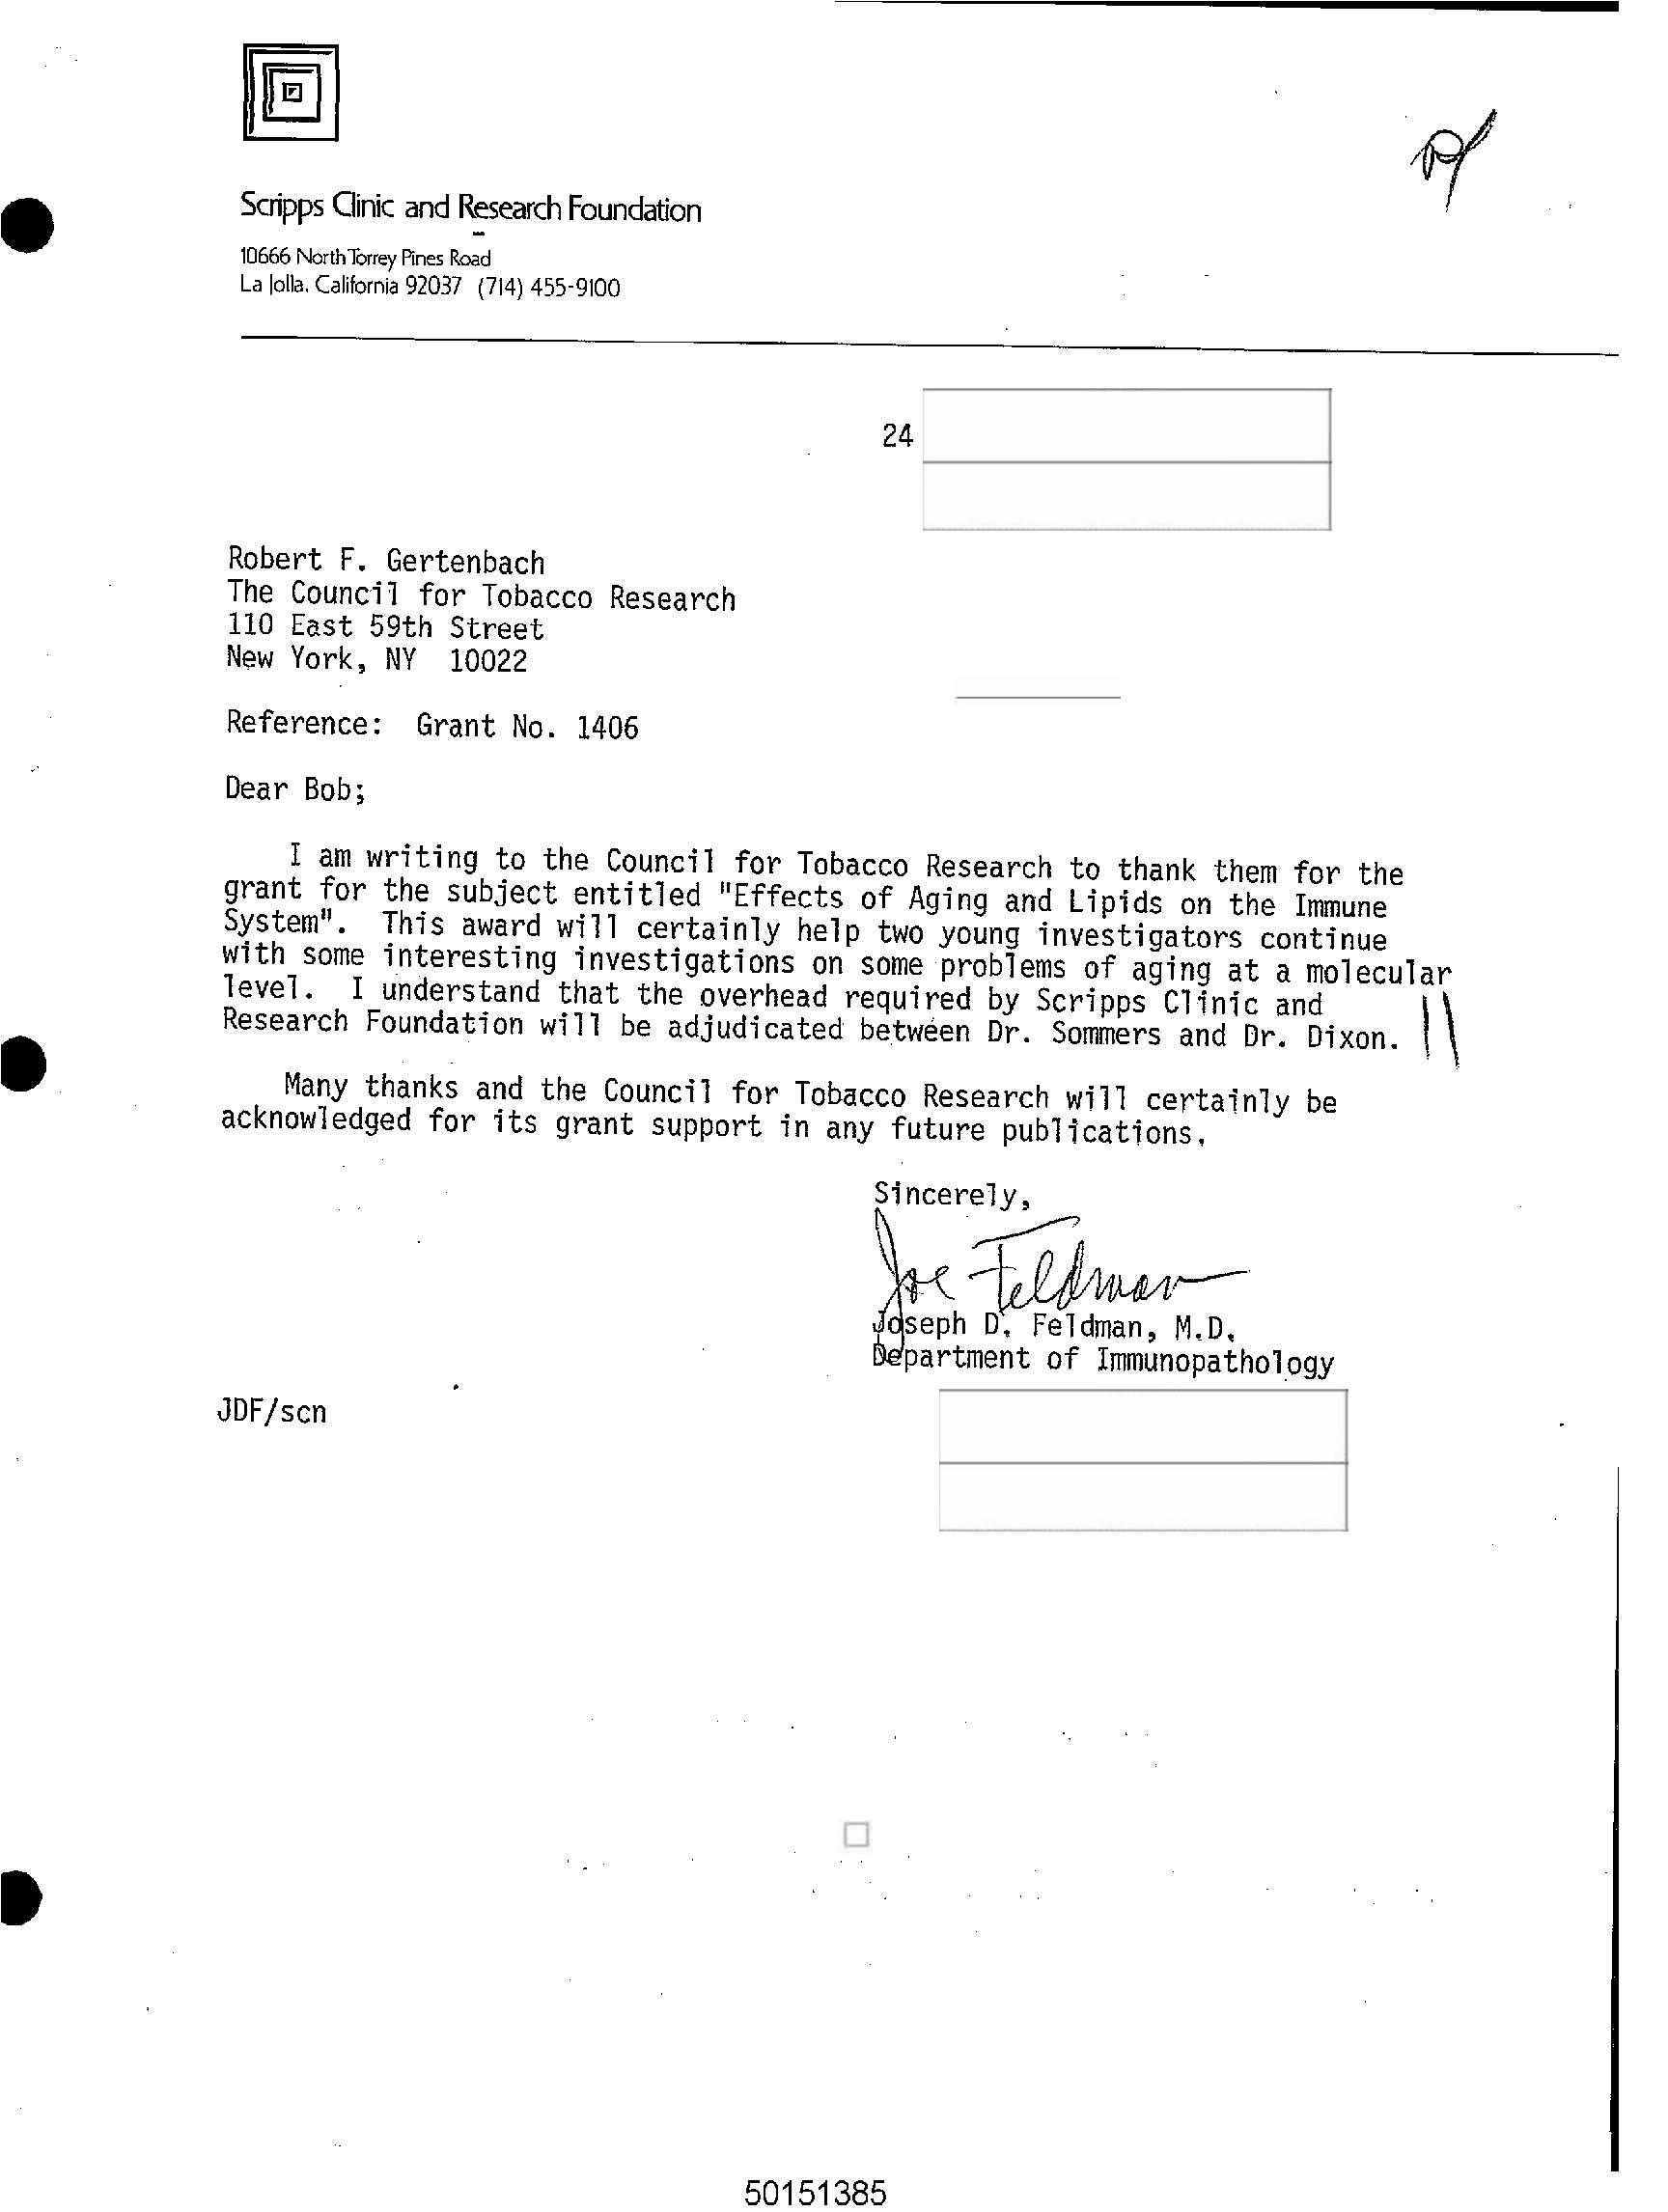 Scripps Clinic and Research Foundation
10666 North Torrey Pines Road
La Jolla, California 92037 (714) 455-9100
24
Robert F. Gertenbach
The Council for Tobacco Research
110 East 59th Street
New York, NY 10022
Reference: Grant No. 1406
Dear Bob;
I am writing to the Council for Tobacco Research to thank them for the
grant for the subject entitled "Effects of Aging and Lipids on the Immune
System". This award will certainly help two young investigators continue
with some interesting investigations on some problems of aging at a molecular
level. I understand that the overhead required by Scripps Clinic and
Research Foundation will be adjudicated between Dr. Sommers and Dr. Dixon.
Many thanks and the Council for Tobacco Research will certainly be
acknowledged for its grant support in any future publications.
Sincerely,
Joe Feldman
Joseph D. Feldman, M.D.
Department of Immunopathology
JDF/scn
50151385